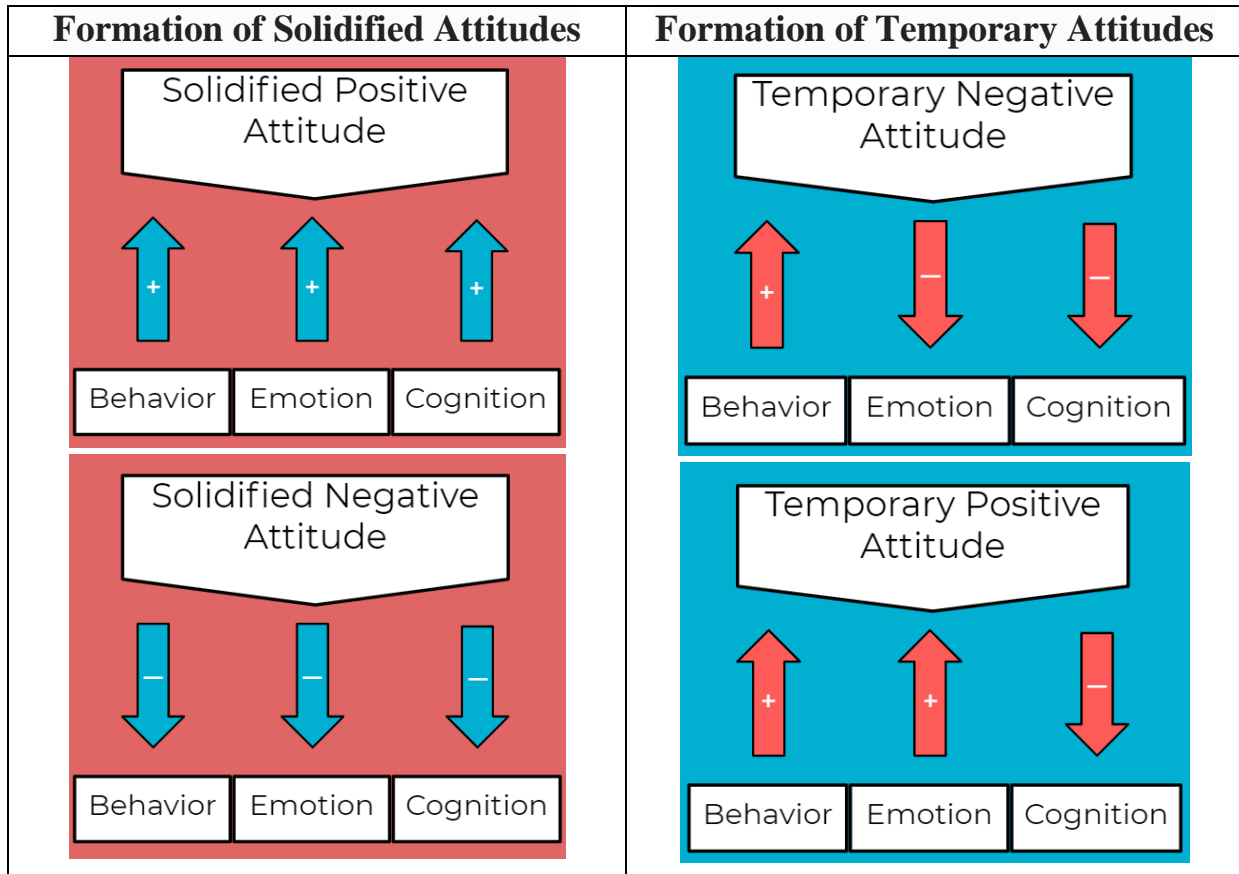 Formation of Solidified Attitudes
Formation of Temporary Attitudes
Solidified Positive
Attitude
+ + +
Behavior Emotion Cognition
Temporary Negative
Attitude
+ — —
Behavior Emotion Cognition
Solidified Negative
Attitude
— — —
Behavior Emotion Cognition
Temporary Positive
Attitude
+ + —
Behavior Emotion Cognition